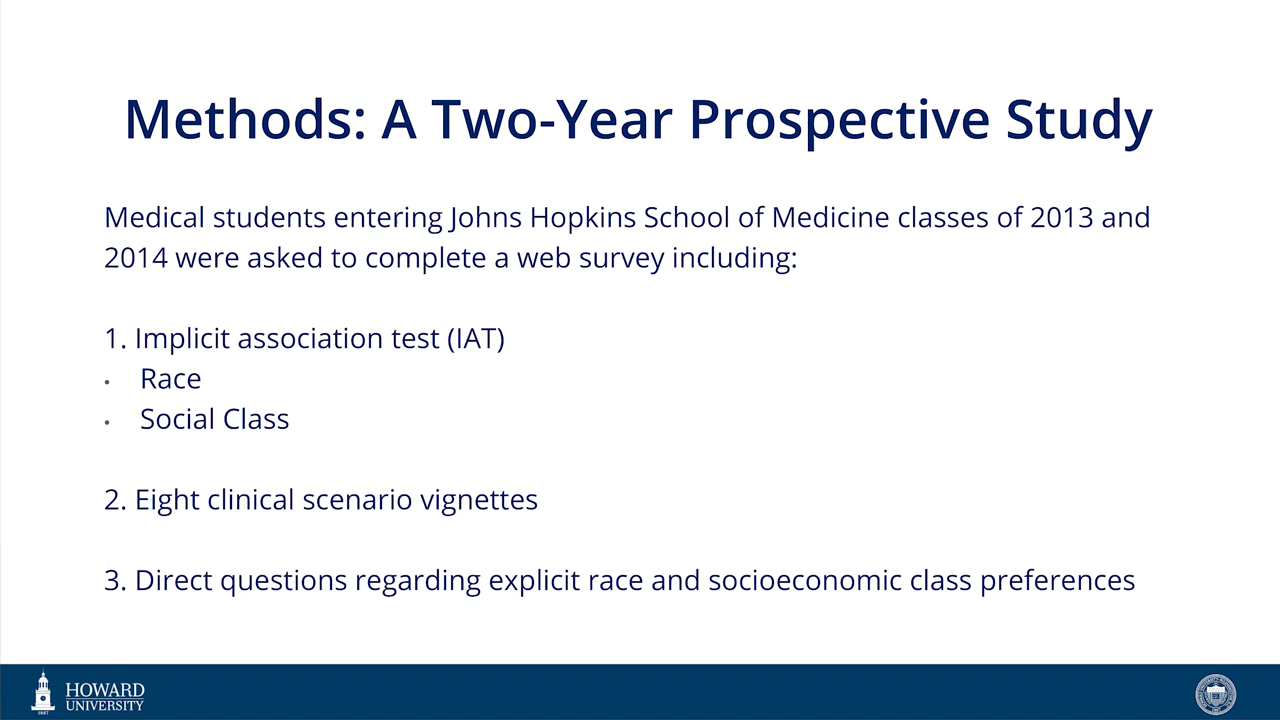 Methods: A Two-Year Prospective Study
Medical students entering Johns Hopkins School of Medicine classes of 2013 and
2014 were asked to complete a web survey including:
1. Implicit association test (IAT)
• Race
• Social Class
2. Eight clinical scenario vignettes
3. Direct questions regarding explicit race and socioeconomic class preferences
HOWARD
UNIVERSITY
1867